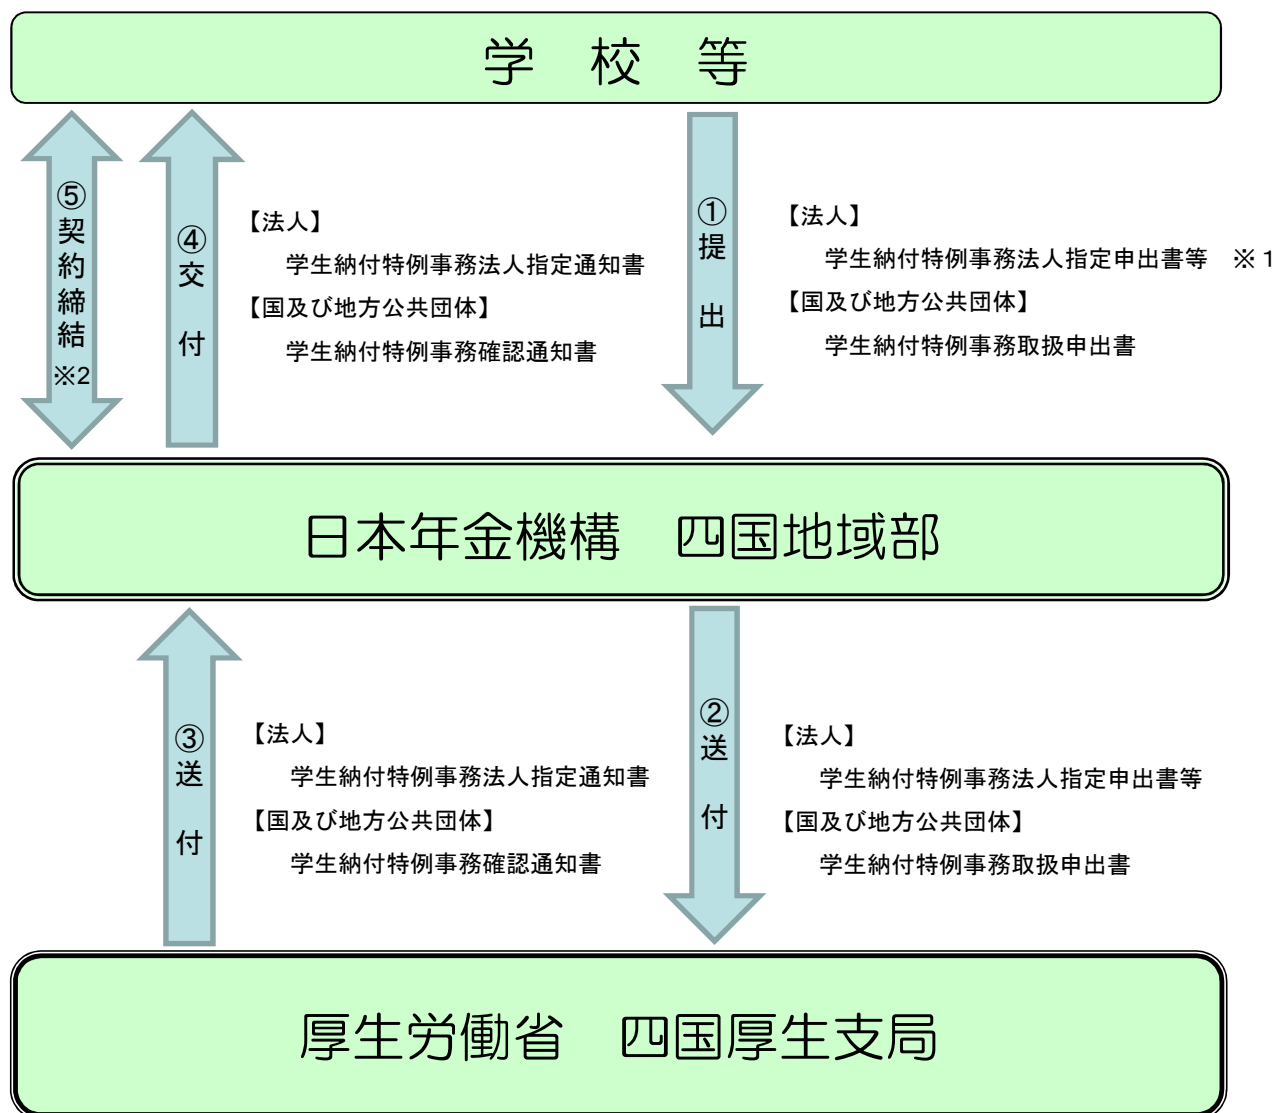 学　校　等
⑤契約締結
※2
④交　付
【法人】
学生納付特例事務法人指定通知書
【国及び地方公共団体】
学生納付特例事務確認通知書
①提　出
【法人】
学生納付特例事務法人指定申出書等　※１
【国及び地方公共団体】
学生納付特例事務取扱申出書
日本年金機構　四国地域部
③送　付
【法人】
学生納付特例事務法人指定通知書
【国及び地方公共団体】
学生納付特例事務確認通知書
②送　付
【法人】
学生納付特例事務法人指定申出書等
【国及び地方公共団体】
学生納付特例事務取扱申出書
厚生労働省　四国厚生支局